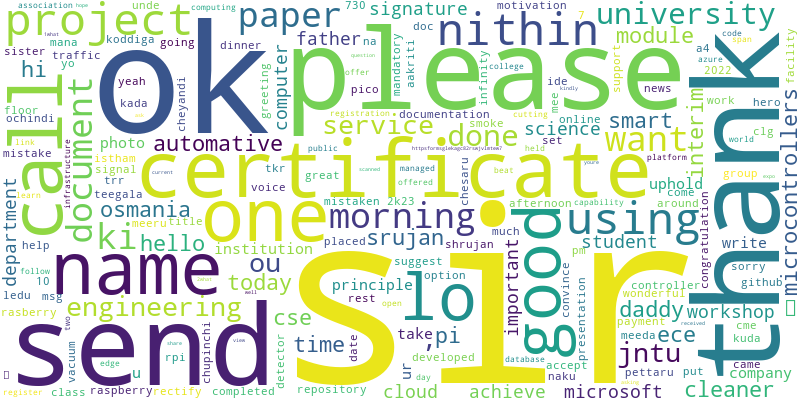 association hope computing 730 signature doc motivation university
project unde paper please nithin module
sister mana koddiga going dinner father na mandatory 7
hi yo traffic call ok aakriti infinity college a4 code span azure
floor ochindi yeah kada greeting computer offer question pico registration 2022 facility
link document photo cheyandi service done ide support news work hero
mistake signal automative certificate science online mee set smart want interim kindly clg
infrastructure istham smoke documentation world platform
department current tkr public managed held uphold
trr great scanned offered beat youre group expo
learn teegala voice chesaru cutting come around
osmania one mistaken 2k23 afternoon capability thank
ki hello meeru title morning using microcontrollers
help institution placed srujan shrujan much good student write congratulation
name ou today principle suggest option important pm controller sorry github
follow 10 cse rest take pi convince daddy workshop wonderful
ledu ms engineering time date lo ece payment cme
rasberry vacuum two chupinchi sir ur developed accept meeda kuda
send detector open database presentation jntu came
edge rpi view repository day naku pettaru put company
register class raspberry completed rectify share well cloud achieve microsoft received cleaner
u